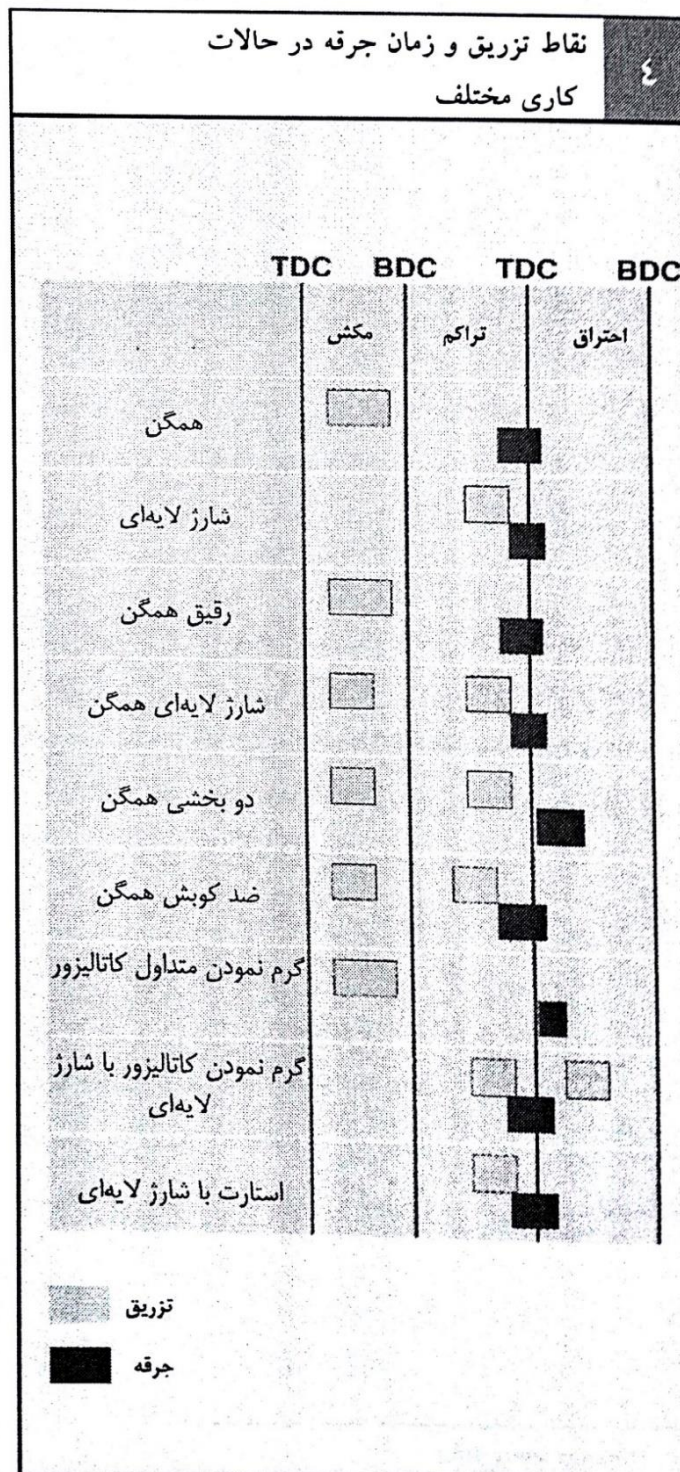 ۴
نقاط تزریق و زمان جرقه در حالات
کاری مختلف
TDC BDC TDC BDC
مکش تراکم احتراق
همگن
شارژ لایه‌ای
رقیق همگن
شارژ لایه‌ای همگن
دو بخشی همگن
ضد کوبش همگن
گرم نمودن متداول کاتالیزور
گرم نمودن کاتالیزور با شارژ
لایه‌ای
استارت با شارژ لایه‌ای
تزریق
جرقه